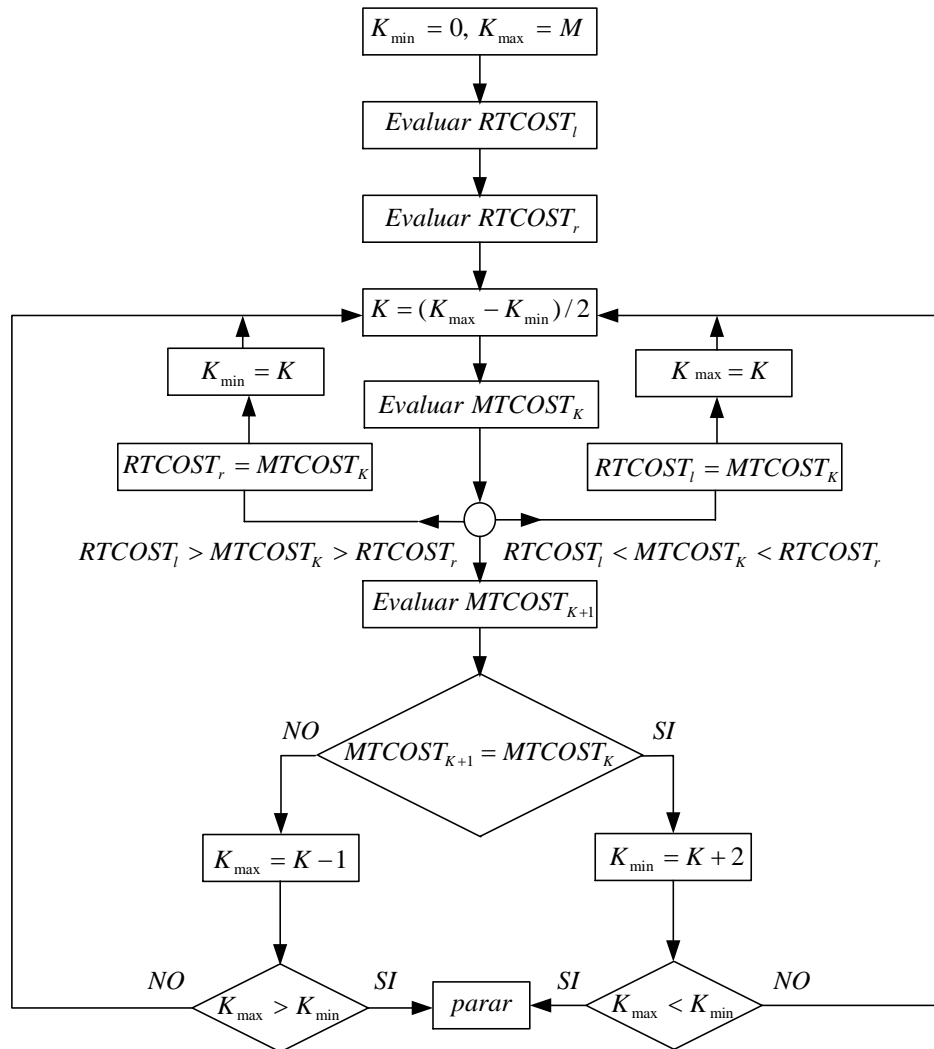 K_min = 0, K_max = M
Evaluar RTCOST_l
Evaluar RTCOST_r
K = (K_max − K_min) / 2
K_min = K
K max = K
Evaluar MTCOST_K
RTCOST_r = MTCOST_K
RTCOST_l = MTCOST_K
RTCOST_l > MTCOST_K > RTCOST_r
RTCOST_l < MTCOST_K < RTCOST_r
Evaluar MTCOST_K+1
NO
SI
MTCOST_K+1 = MTCOST_K
K_max = K − 1
K_min = K + 2
NO
SI
SI
NO
K_max > K_min
parar
K_max < K_min